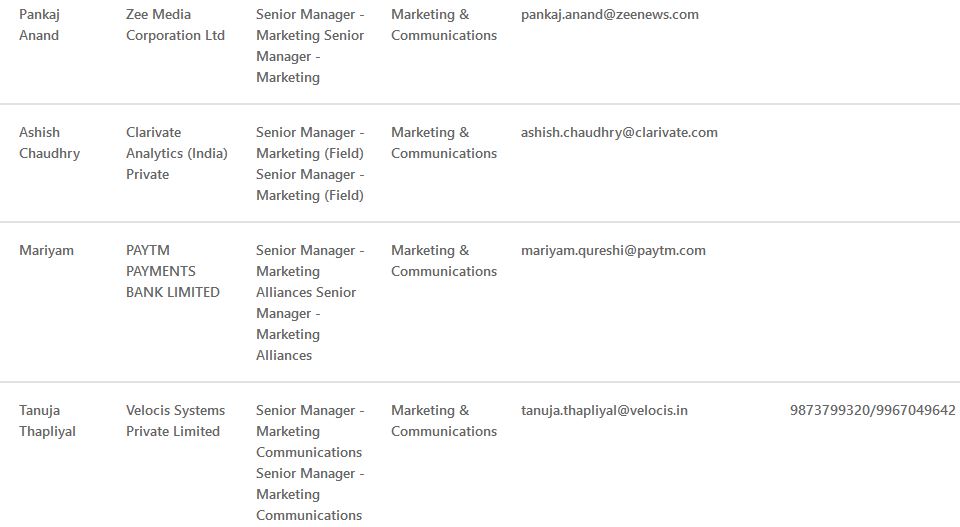 Pankaj Anand
Zee Media Corporation Ltd
Senior Manager - Marketing Senior Manager - Marketing
Marketing & Communications
pankaj.anand@zeenews.com
Ashish Chaudhry
Clarivate Analytics (India) Private
Senior Manager - Marketing (Field) Senior Manager - Marketing (Field)
Marketing & Communications
ashish.chaudhry@clarivate.com
Mariyam
PAYTM PAYMENTS BANK LIMITED
Senior Manager - Marketing Alliances Senior Manager - Marketing Alliances
Marketing & Communications
mariyam.qureshi@paytm.com
Tanuja Thapliyal
Velocis Systems Private Limited
Senior Manager - Marketing Communications Senior Manager - Marketing Communications
Marketing & Communications
tanuja.thapliyal@velocis.in
9873799320/9967049642